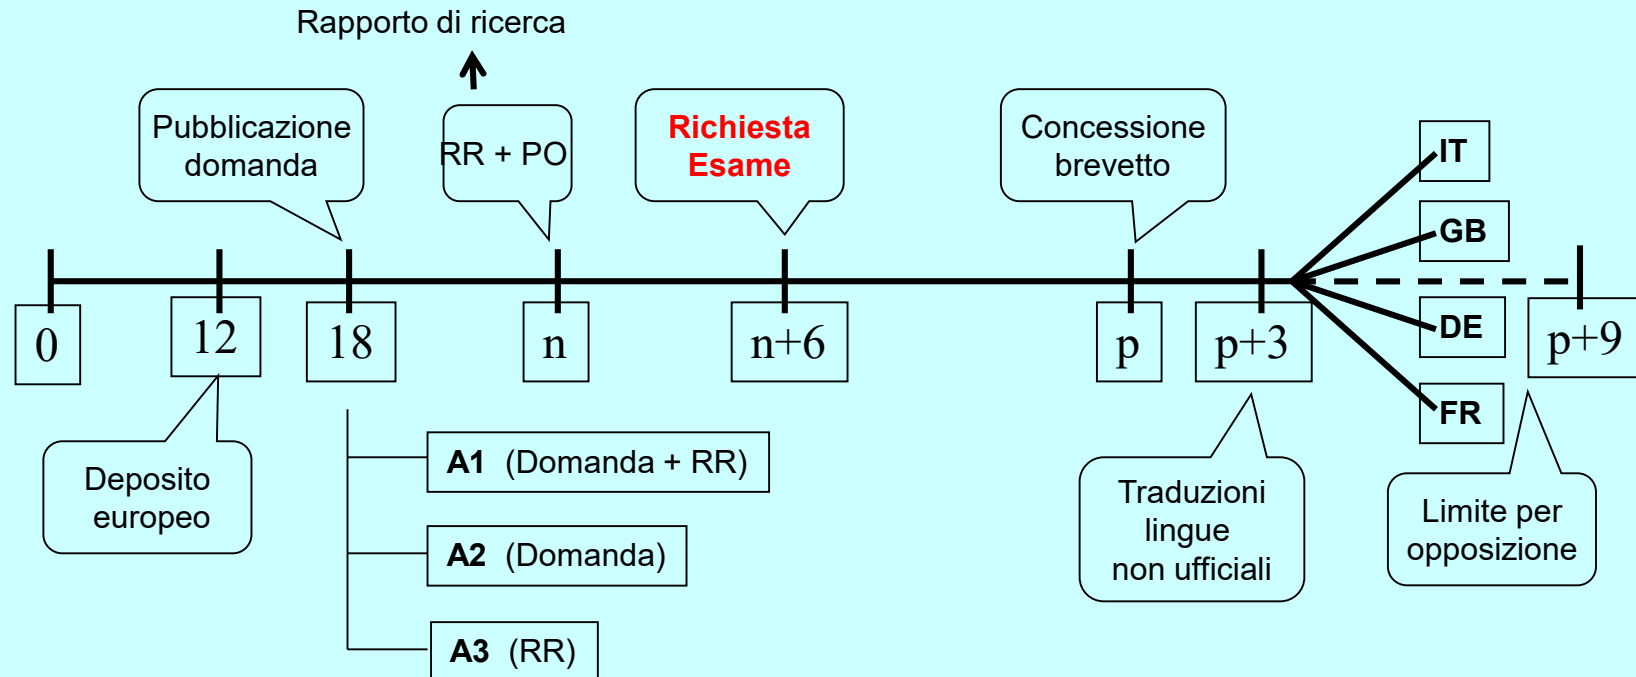 Rapporto di ricerca
Pubblicazione
domanda
RR + PO
Richiesta
Esame
Concessione
brevetto
IT
GB
DE
FR
0
12
18
n
n+6
p
p+3
p+9
Deposito
europeo
A1 (Domanda + RR)
A2 (Domanda)
A3 (RR)
Traduzioni
lingue
non ufficiali
Limite per
opposizione